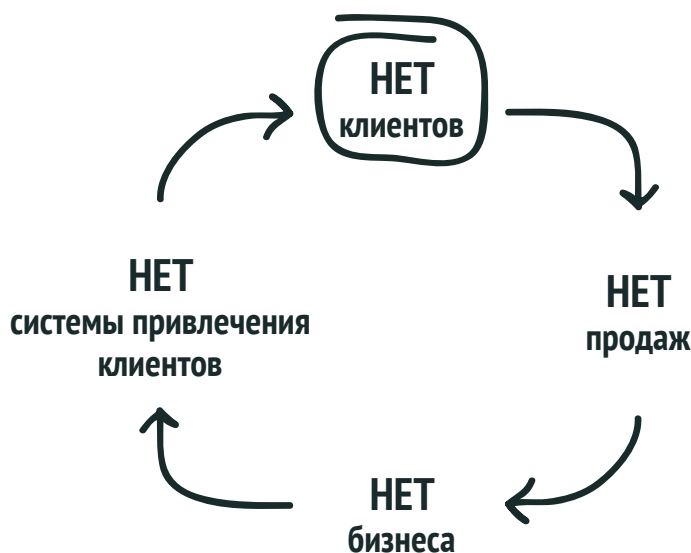 НЕТ
клиентов
НЕТ
продаж
НЕТ
бизнеса
НЕТ
системы привлечения
клиентов